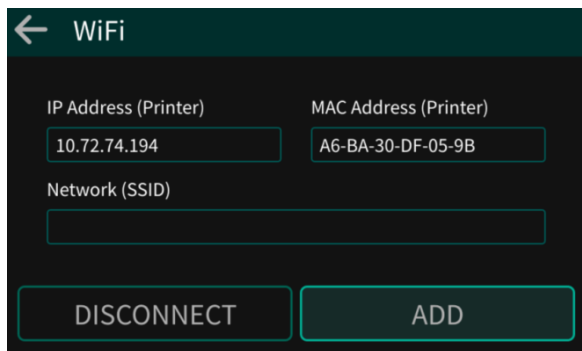 WiFi
IP Address (Printer) MAC Address (Printer)
10.72.74.194 A6-BA-30-DF-05-9B
Network (SSID)
DISCONNECT ADD